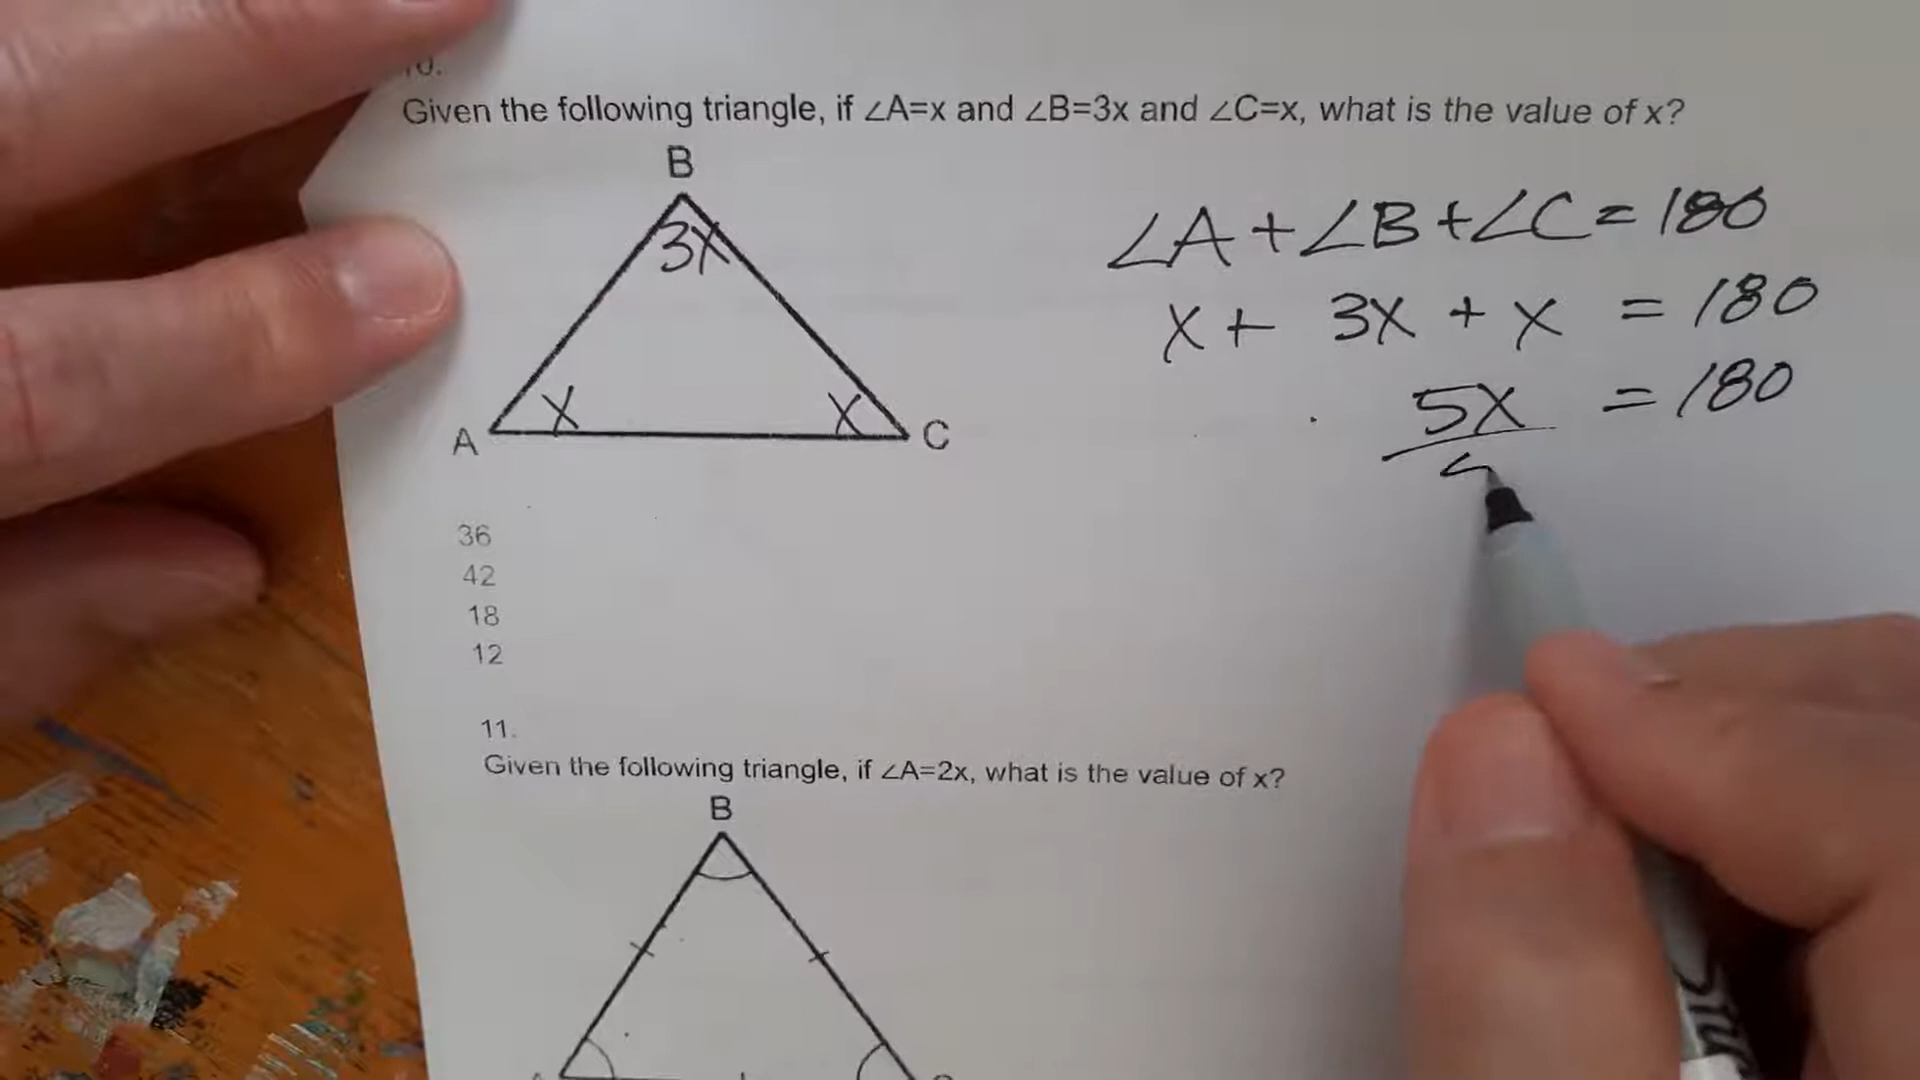 10.
Given the following triangle, if ∠A=x and ∠B=3x and ∠C=x, what is the value of x?
B
3x
A
x
x
C
∠A+∠B+∠C=180
x+ 3x + x = 180
5x = 180
36
42
18
12
11.
Given the following triangle, if ∠A=2x, what is the value of x?
B